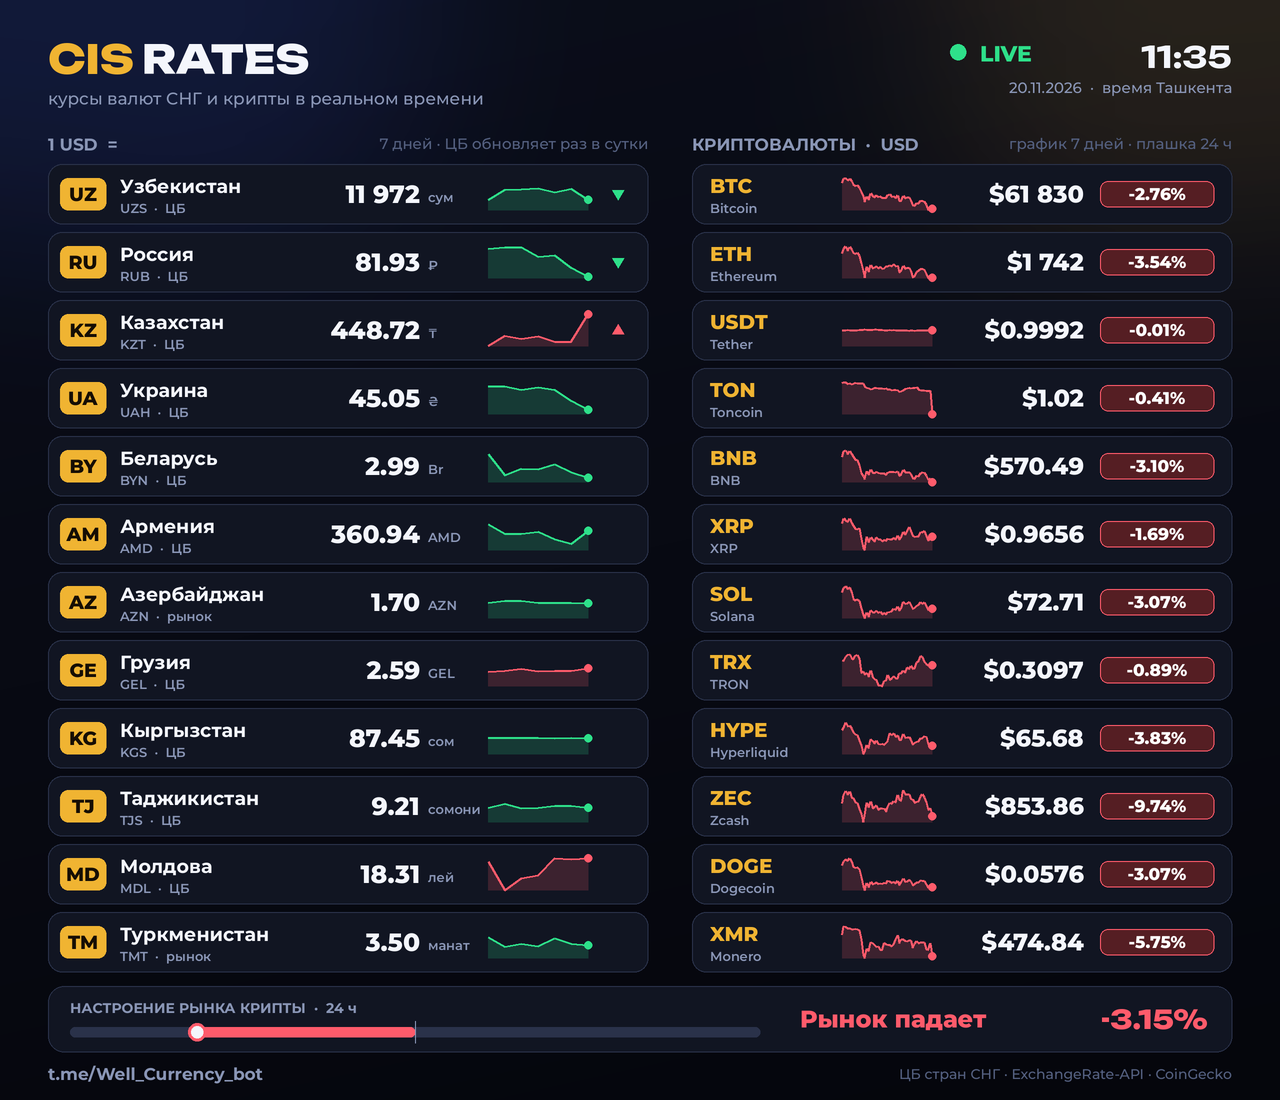 CIS RATES
курсы валют СНГ и крипты в реальном времени
LIVE
11:35
20.11.2026 · время Ташкента
1 USD =
7 дней · ЦБ обновляет раз в сутки
UZ Узбекистан 11 972 сум
UZS · ЦБ
RU Россия 81.93 ₽
RUB · ЦБ
KZ Казахстан 448.72 ₸
KZT · ЦБ
UA Украина 45.05 ₴
UAH · ЦБ
BY Беларусь 2.99 Br
BYN · ЦБ
AM Армения 360.94 AMD
AMD · ЦБ
AZ Азербайджан 1.70 AZN
AZN · рынок
GE Грузия 2.59 GEL
GEL · ЦБ
KG Кыргызстан 87.45 сом
KGS · ЦБ
TJ Таджикистан 9.21 сомони
TJS · ЦБ
MD Молдова 18.31 лей
MDL · ЦБ
TM Туркменистан 3.50 манат
TMT · рынок
КРИПТОВАЛЮТЫ · USD
график 7 дней · плашка 24 ч
BTC $61 830 -2.76%
Bitcoin
ETH $1 742 -3.54%
Ethereum
USDT $0.9992 -0.01%
Tether
TON $1.02 -0.41%
Toncoin
BNB $570.49 -3.10%
BNB
XRP $0.9656 -1.69%
XRP
SOL $72.71 -3.07%
Solana
TRX $0.3097 -0.89%
TRON
HYPE $65.68 -3.83%
Hyperliquid
ZEC $853.86 -9.74%
Zcash
DOGE $0.0576 -3.07%
Dogecoin
XMR $474.84 -5.75%
Monero
НАСТРОЕНИЕ РЫНКА КРИПТЫ · 24 ч
Рынок падает -3.15%
t.me/Well_Currency_bot
ЦБ стран СНГ · ExchangeRate-API · CoinGecko